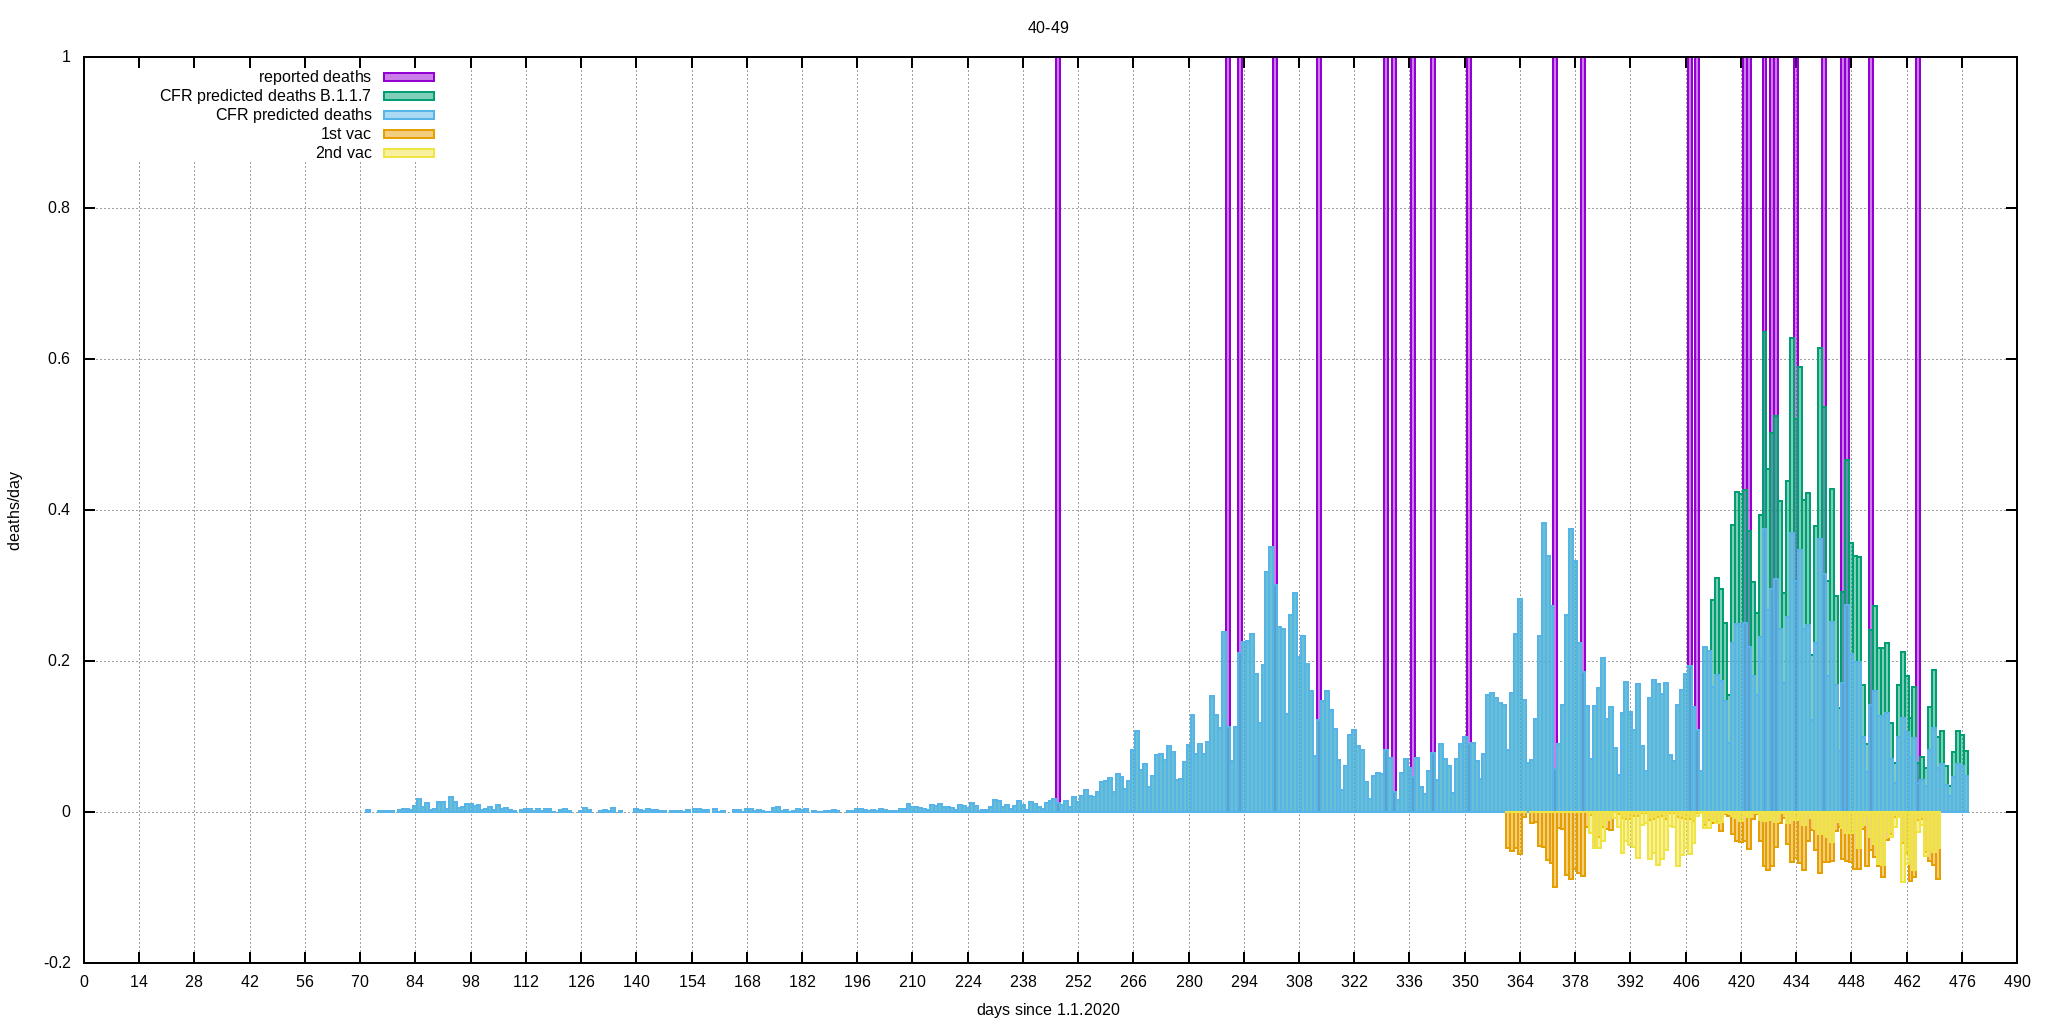 40-49
reported deaths
CFR predicted deaths B.1.1.7
CFR predicted deaths
1st vac
2nd vac
1
0.8
0.6
0.4
0.2
0
-0.2
deaths/day
0 14 28 42 56 70 84 98 112 126 140 154 168 182 196 210 224 238 252 266 280 294 308 322 336 350 364 378 392 406 420 434 448 462 476 490
days since 1.1.2020